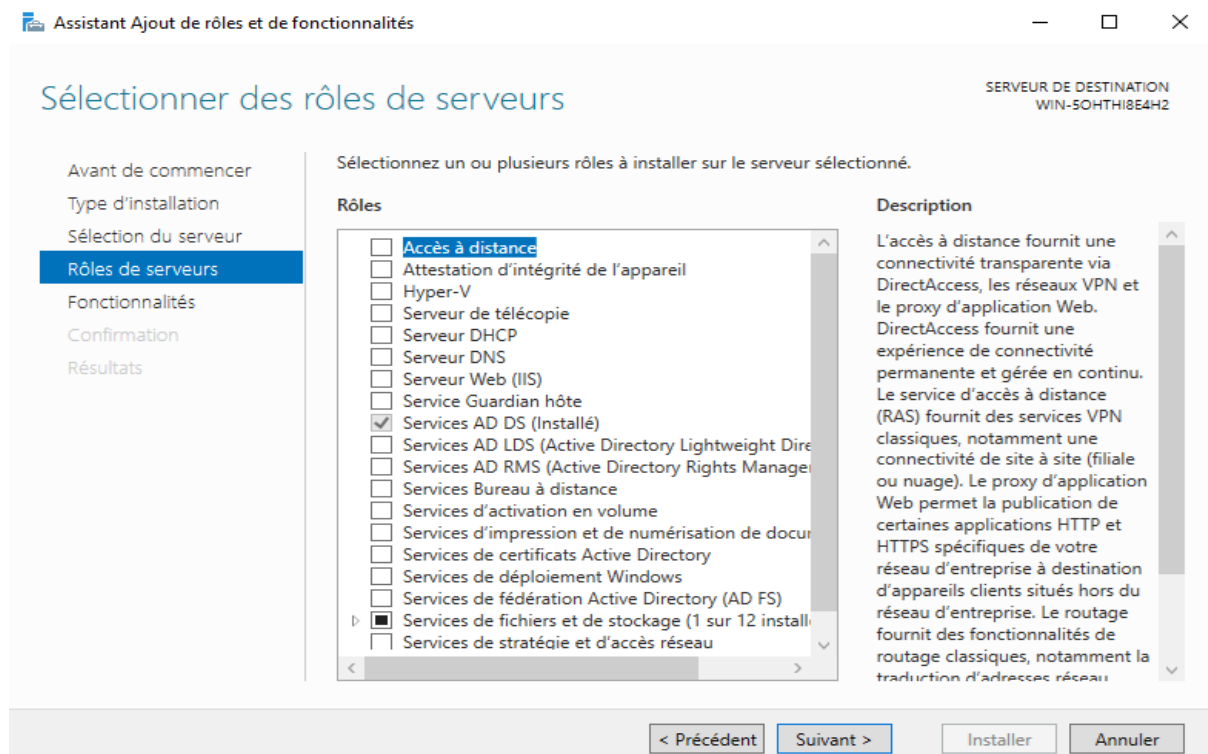 Assistant Ajout de rôles et de fonctionnalités
Sélectionner des rôles de serveurs
SERVEUR DE DESTINATION
WIN-5OHTHI8E4H2
Avant de commencer
Type d'installation
Sélection du serveur
Rôles de serveurs
Fonctionnalités
Confirmation
Résultats
Sélectionnez un ou plusieurs rôles à installer sur le serveur sélectionné.
Rôles
Accès à distance
Attestation d'intégrité de l'appareil
Hyper-V
Serveur de télécopie
Serveur DHCP
Serveur DNS
Serveur Web (IIS)
Service Guardian hôte
Services AD DS (Installé)
Services AD LDS (Active Directory Lightweight Dire
Services AD RMS (Active Directory Rights Manager
Services Bureau à distance
Services d'activation en volume
Services d'impression et de numérisation de docur
Services de certificats Active Directory
Services de déploiement Windows
Services de fédération Active Directory (AD FS)
Services de fichiers et de stockage (1 sur 12 install
Services de stratégie et d'accès réseau
Description
L'accès à distance fournit une
connectivité transparente via
DirectAccess, les réseaux VPN et
le proxy d'application Web.
DirectAccess fournit une
expérience de connectivité
permanente et gérée en continu.
Le service d'accès à distance
(RAS) fournit des services VPN
classiques, notamment une
connectivité de site à site (filiale
ou nuage). Le proxy d'application
Web permet la publication de
certaines applications HTTP et
HTTPS spécifiques de votre
réseau d'entreprise à destination
d'appareils clients situés hors du
réseau d'entreprise. Le routage
fournit des fonctionnalités de
routage classiques, notamment la
traduction d'adresses réseau
< Précédent
Suivant >
Installer
Annuler